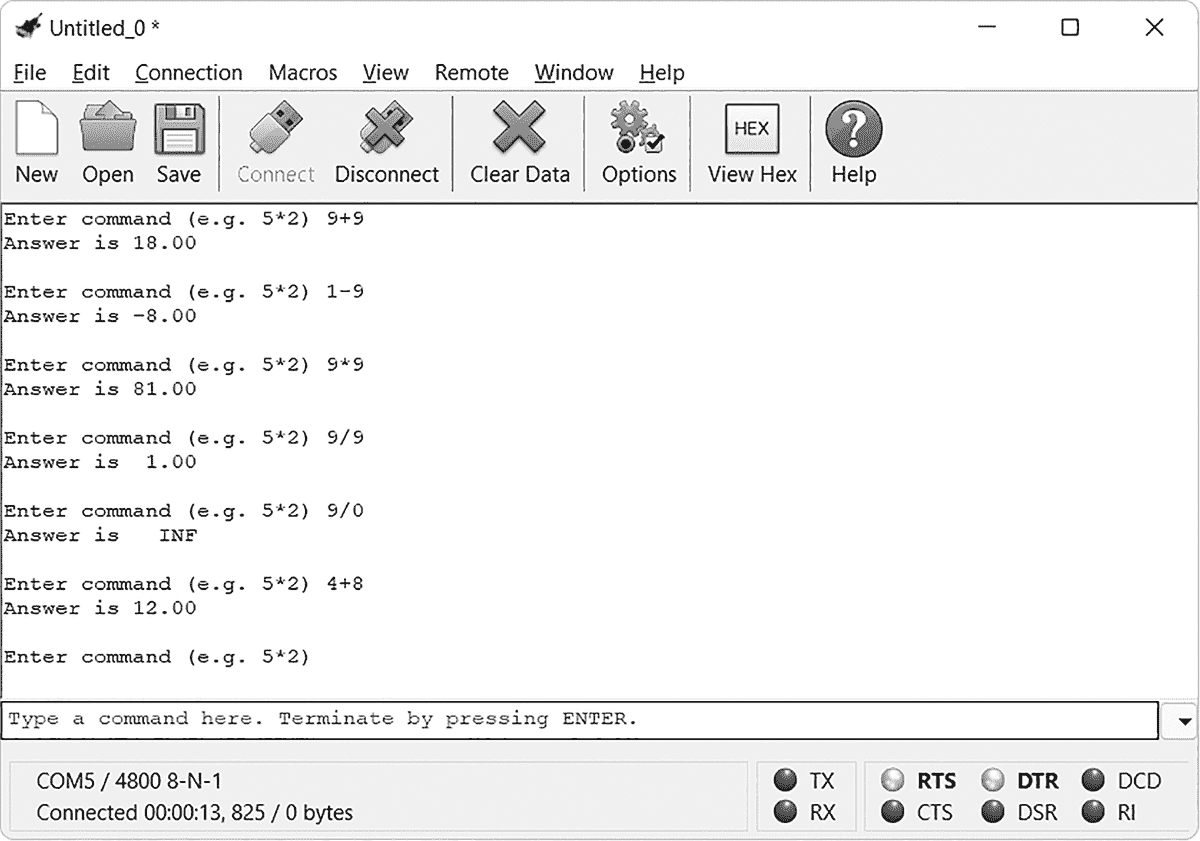 Untitled_0 *
File Edit Connection Macros View Remote Window Help
New Open Save Connect Disconnect Clear Data Options HEX View Hex Help
Enter command (e.g. 5*2) 9+9
Answer is 18.00
Enter command (e.g. 5*2) 1-9
Answer is -8.00
Enter command (e.g. 5*2) 9*9
Answer is 81.00
Enter command (e.g. 5*2) 9/9
Answer is  1.00
Enter command (e.g. 5*2) 9/0
Answer is   INF
Enter command (e.g. 5*2) 4+8
Answer is 12.00
Enter command (e.g. 5*2)
Type a command here. Terminate by pressing ENTER.
COM5 / 4800 8-N-1 TX RTS DTR DCD
Connected 00:00:13, 825 / 0 bytes RX CTS DSR RI